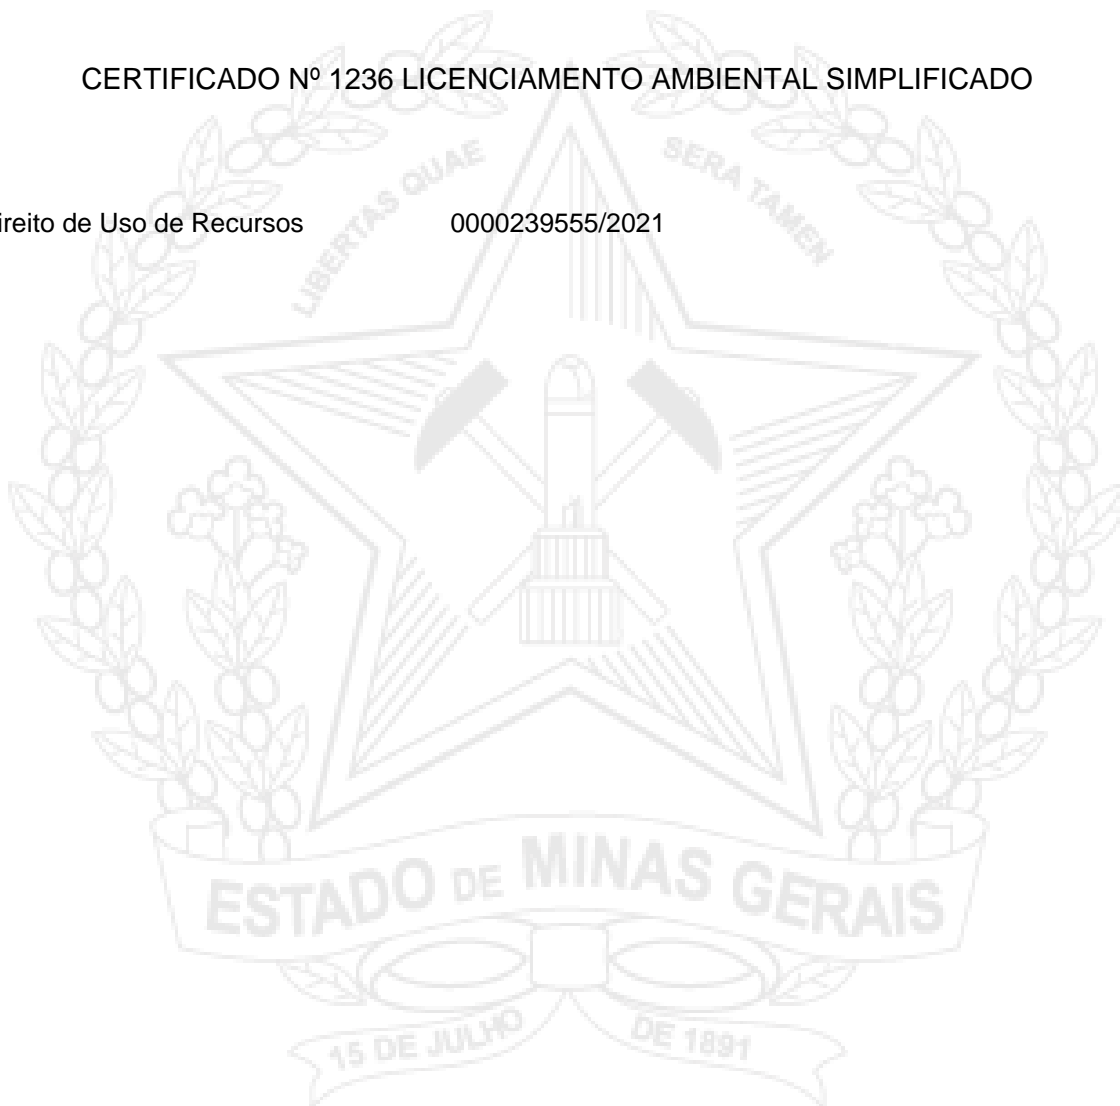 CERTIFICADO Nº 1236 LICENCIAMENTO AMBIENTAL SIMPLIFICADO
LIBERTAS QUAE SERA TAMEN
ireito de Uso de Recursos 0000239555/2021
ESTADO DE MINAS GERAIS
15 DE JULHO DE 1891